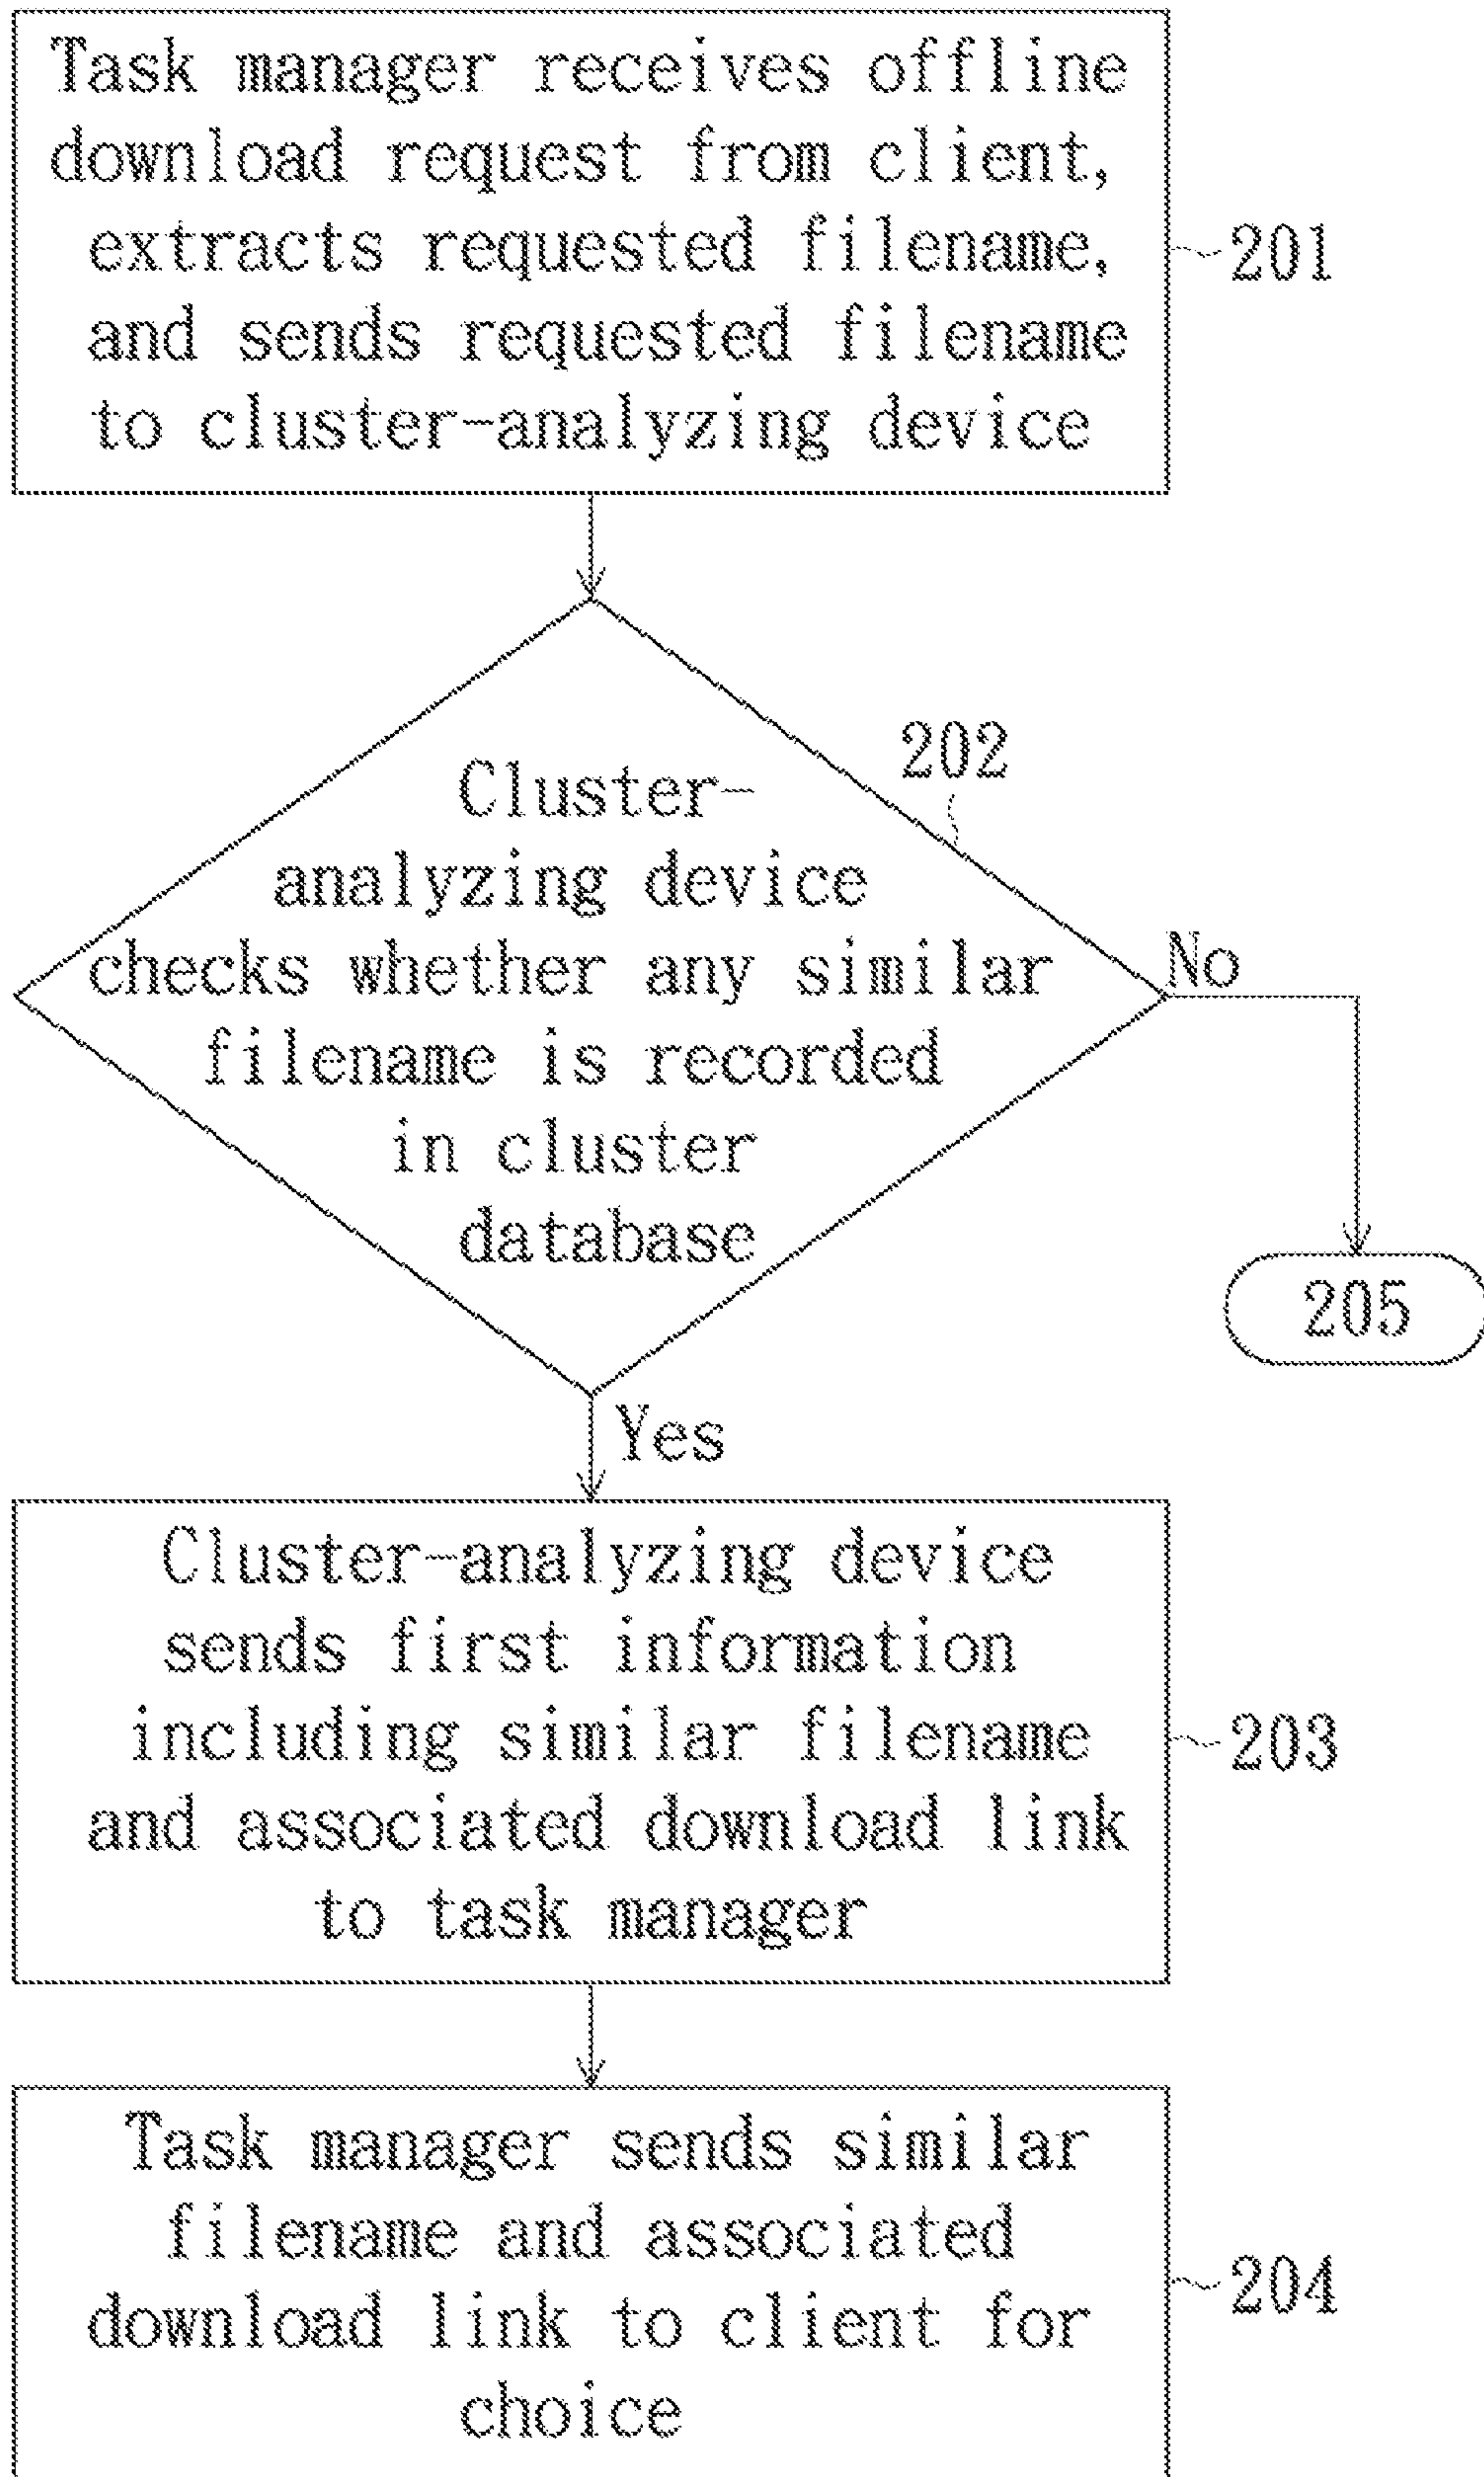 Task manager receives offline
download request from client,
extracts requested filename,
and sends requested filename
to cluster-analyzing device
201
202
Cluster-
analyzing device
checks whether any similar
filename is recorded
in cluster
database
No
205
Yes
Cluster-analyzing device
sends first information
including similar filename
and associated download link
to task manager
203
Task manager sends similar
filename and associated
download link to client for
choice
204